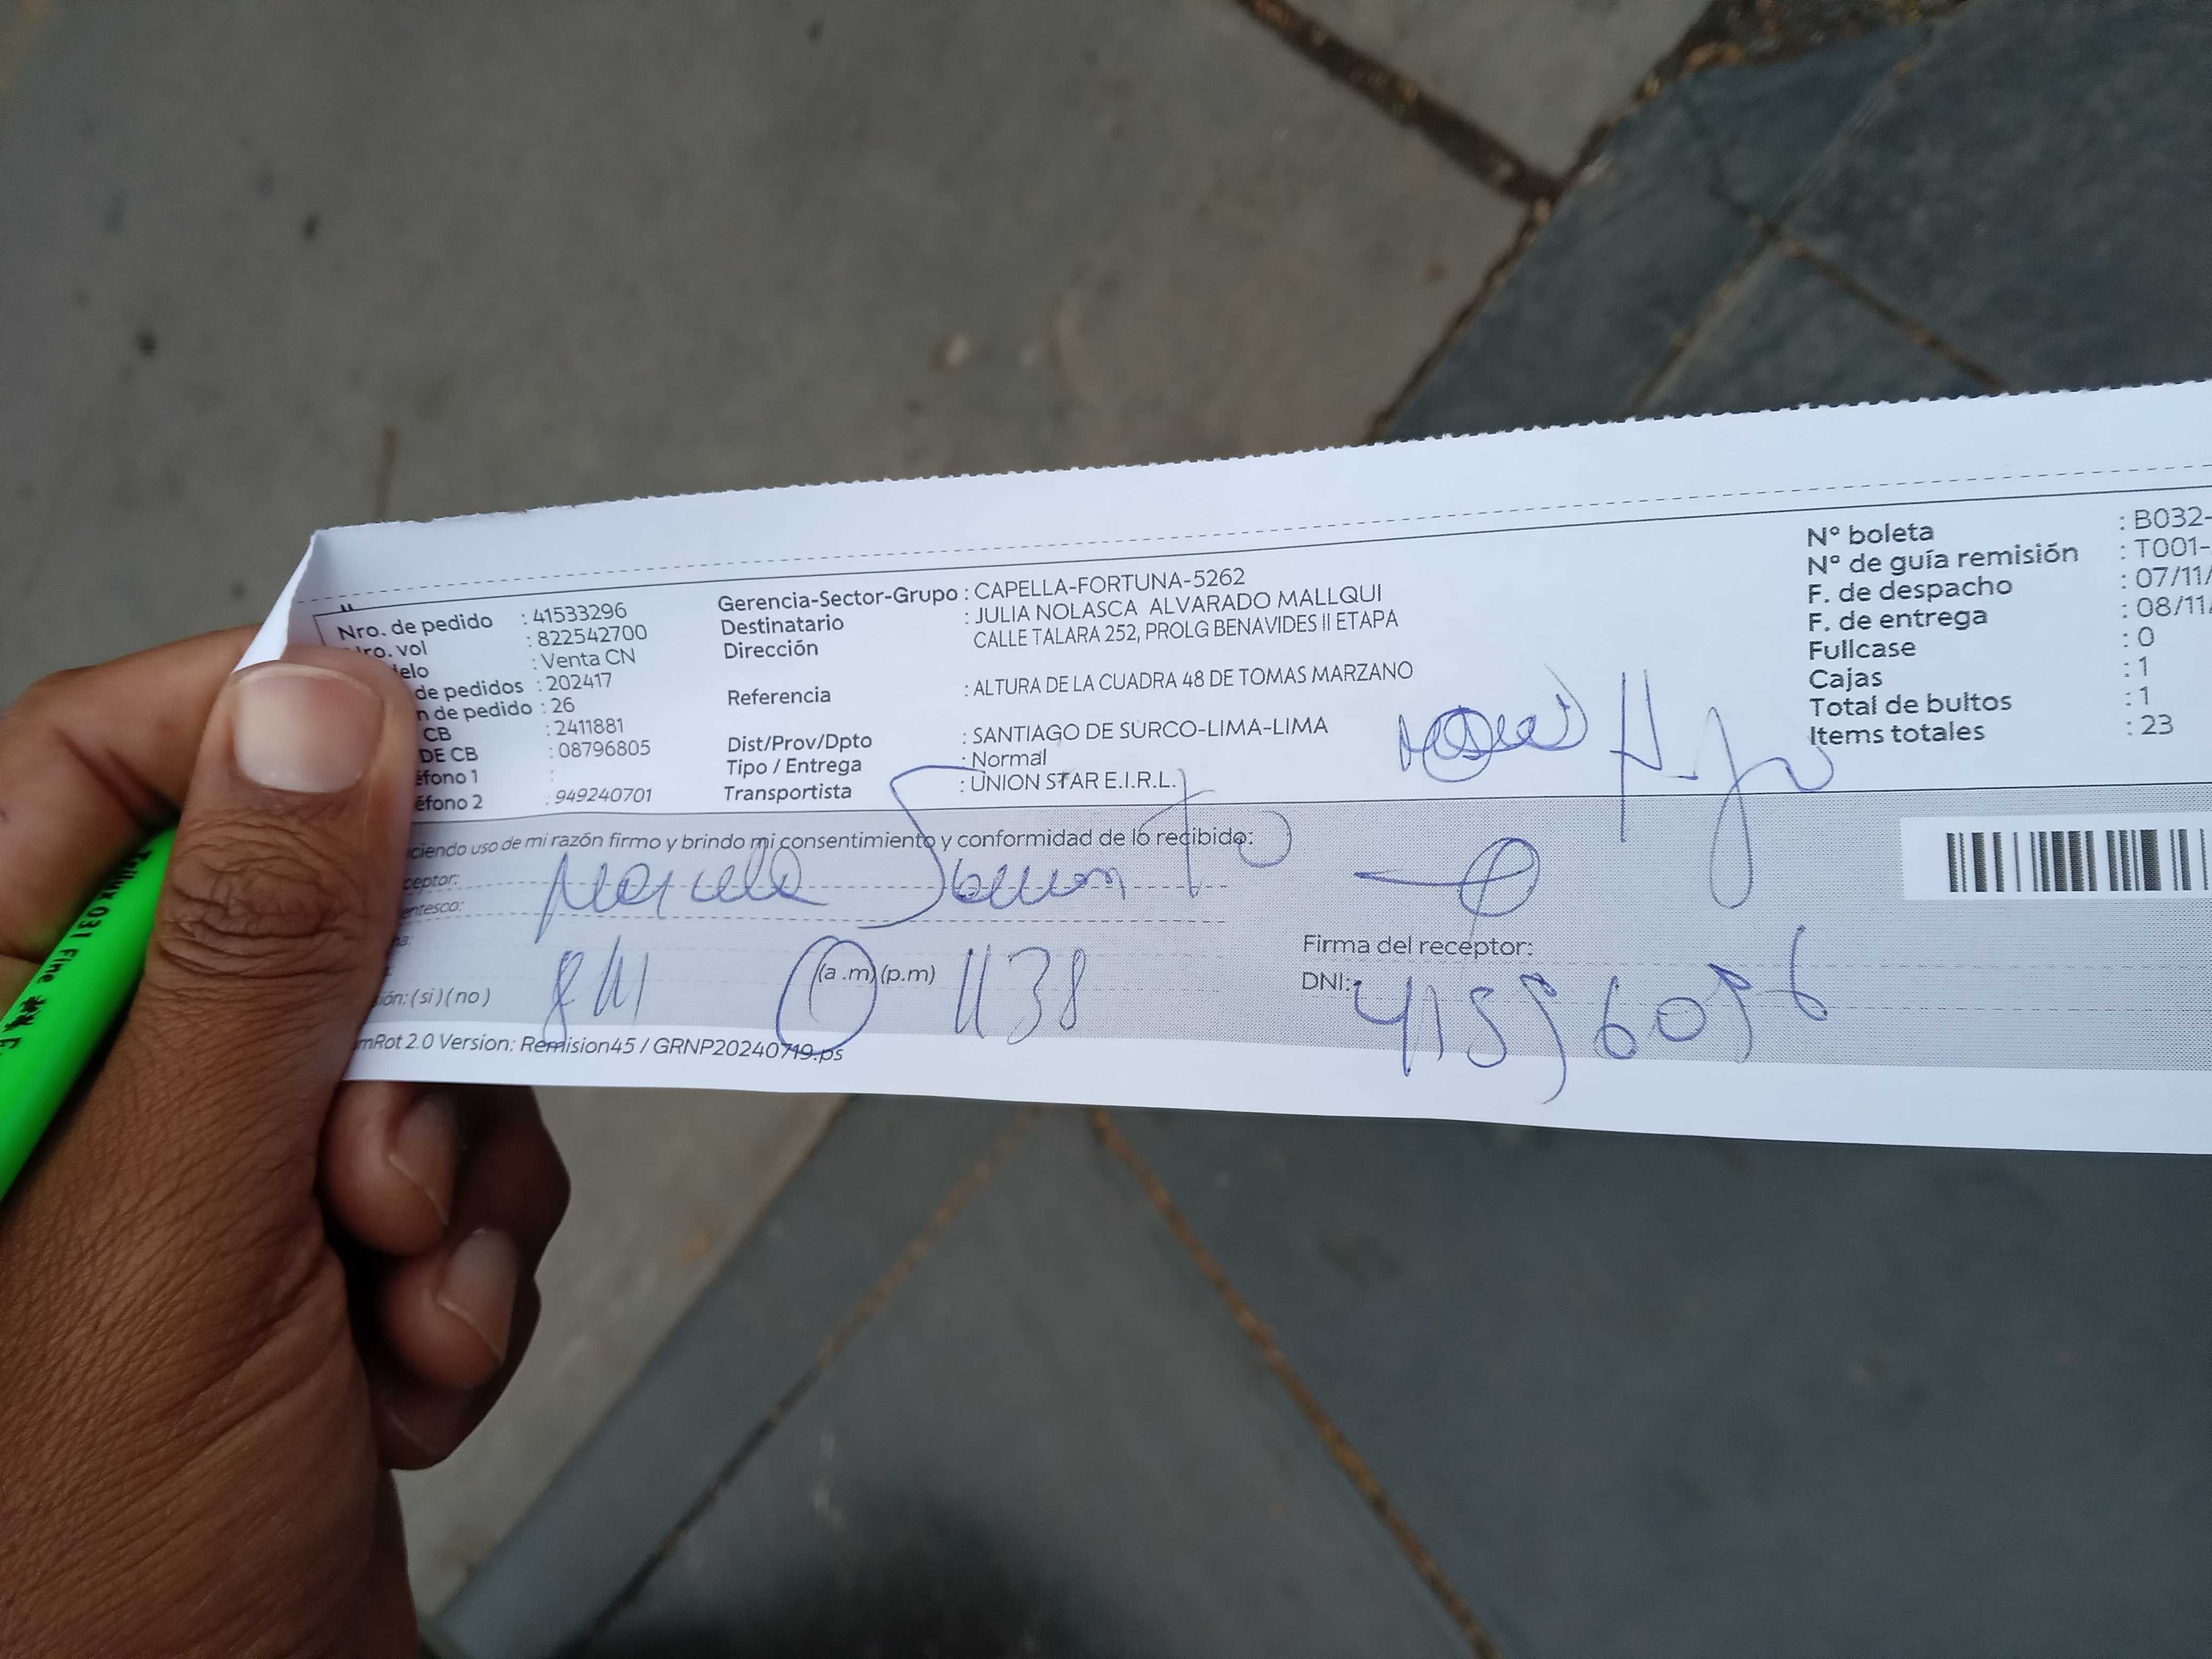 Nro. de pedido : 41533296
ro. vol : 822542700
elo : Venta CN
de pedidos : 202417
n de pedido : 26
CB : 2411881
DE CB : 08796805
éfono 1 :
éfono 2 : 949240701
Gerencia-Sector-Grupo : CAPELLA-FORTUNA-5262
Destinatario : JULIA NOLASCA ALVARADO MALLQUI
Dirección CALLE TALARA 252, PROLG BENAVIDES II ETAPA
Referencia : ALTURA DE LA CUADRA 48 DE TOMAS MARZANO
Dist/Prov/Dpto : SANTIAGO DE SURCO-LIMA-LIMA
Tipo / Entrega : Normal
Transportista : UNION STAR E.I.R.L.
N° boleta : B032-
N° de guía remisión : T001-
F. de despacho : 07/11/
F. de entrega : 08/11/
Fullcase : 0
Cajas : 1
Total de bultos : 1
Items totales : 23
ciendo uso de mi razón firmo y brindo mi consentimiento y conformidad de lo recibido:
ceptor:
entesco:
(a .m) (p.m) 1138
ión: ( si ) ( no )
Firma del receptor:
DNI:
mRot 2.0 Version: Remision45 / GRNP20240719.ps
031 Fine